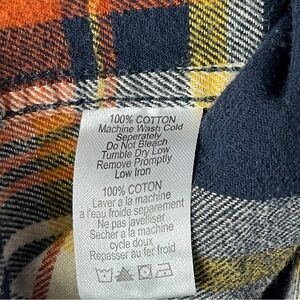 100% COTTON
Machine Wash Cold
Seperately
Do Not Bleach
Tumble Dry Low
Remove Promptly
Low Iron
100% COTON
Laver a la machine
a l'eau froide separement
Ne pas javelliser
Sécher a la machine
cycle doux
Repasser au fer froid